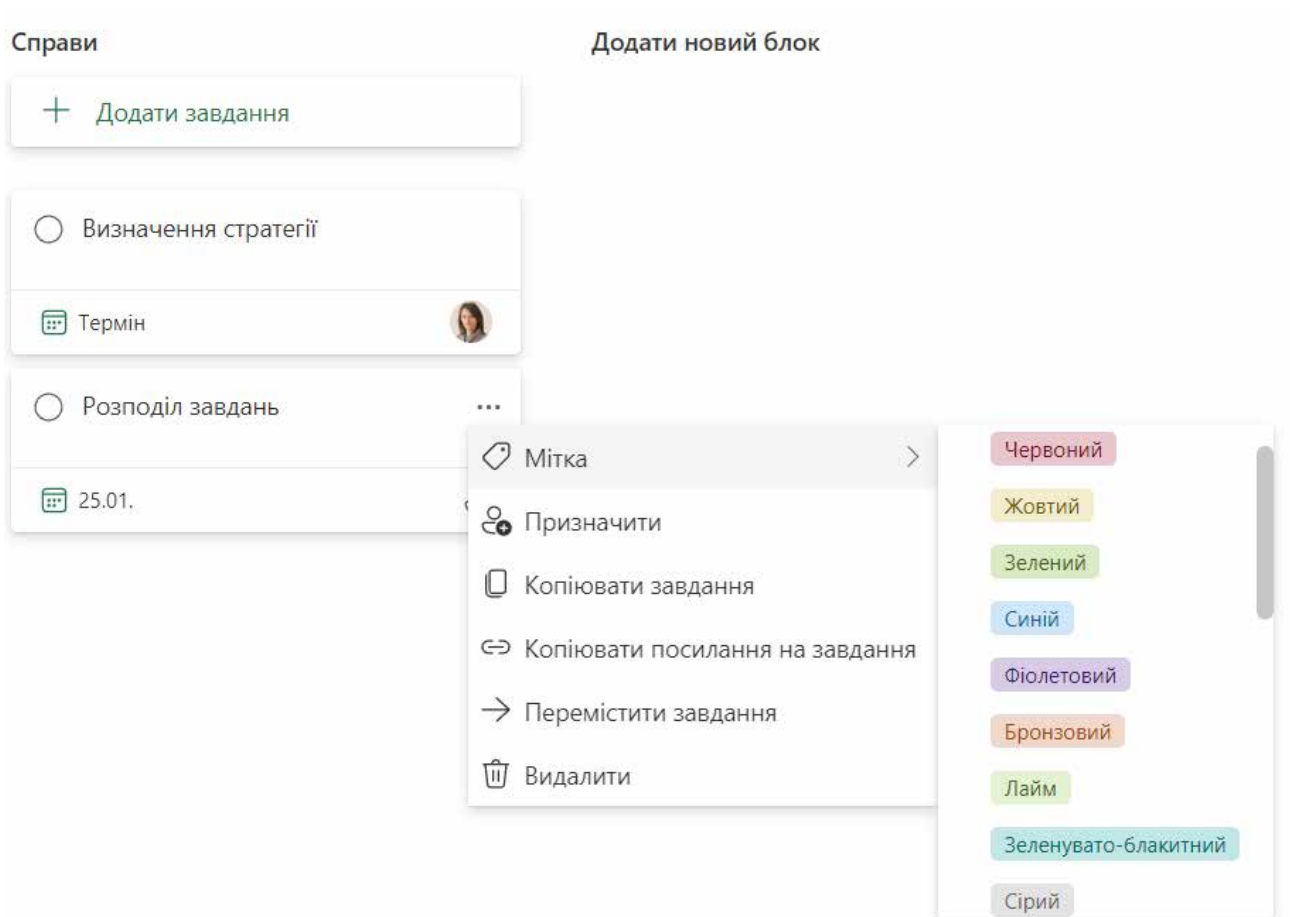 Справи
Додати новий блок
Додати завдання
Визначення стратегії
Термін
Розподіл завдань
25.01.
Мітка
Призначити
Копіювати завдання
Копіювати посилання на завдання
Перемістити завдання
Видалити
Червоний
Жовтий
Зелений
Синій
Фіолетовий
Бронзовий
Лайм
Зеленувато-блакитний
Сірий